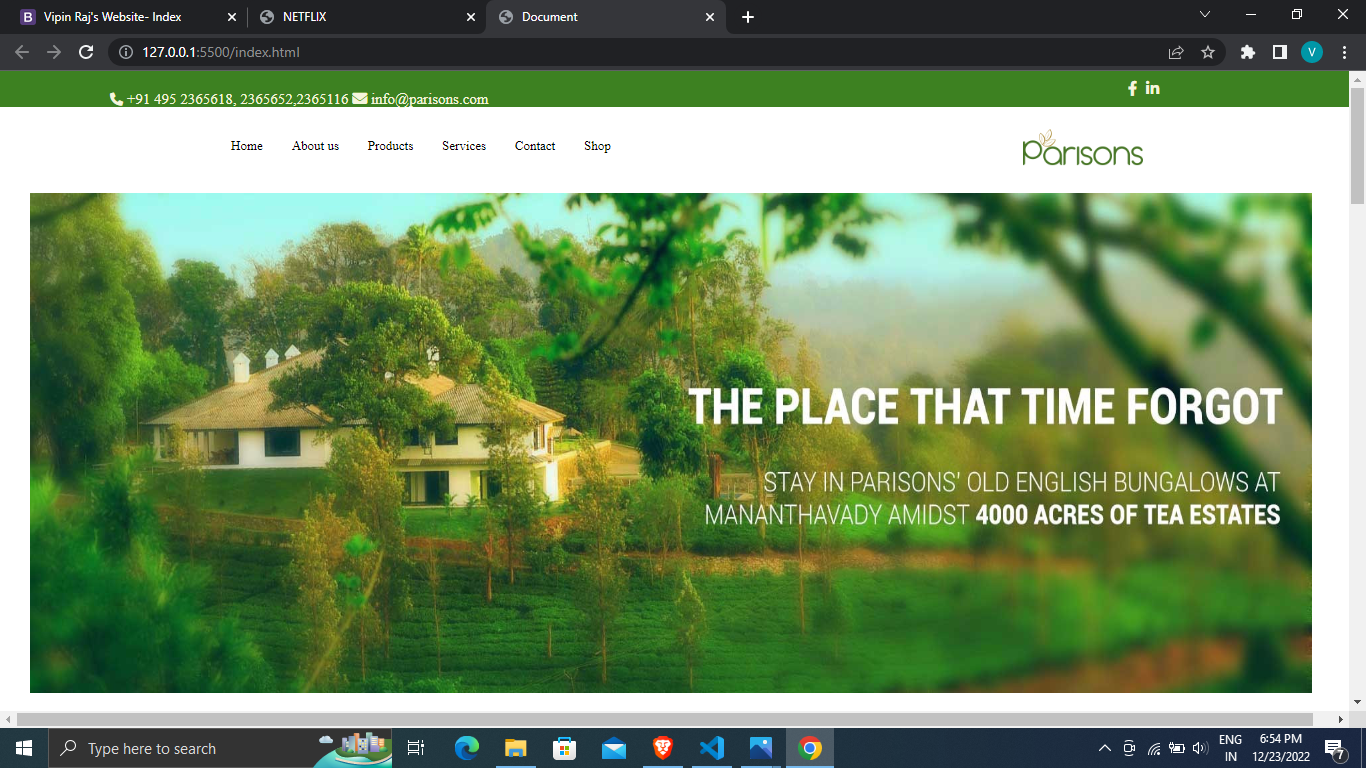 Vipin Raj's Website- Index
NETFLIX
Document
127.0.0.1:5500/index.html
V
+91 495 2365618, 2365652,2365116 info@parisons.com
Home About us Products Services Contact Shop
Parisons
THE PLACE THAT TIME FORGOT
STAY IN PARISONS' OLD ENGLISH BUNGALOWS AT
MANANTHAVADY AMIDST 4000 ACRES OF TEA ESTATES
Type here to search
ENG
IN
6:54 PM
12/23/2022
7